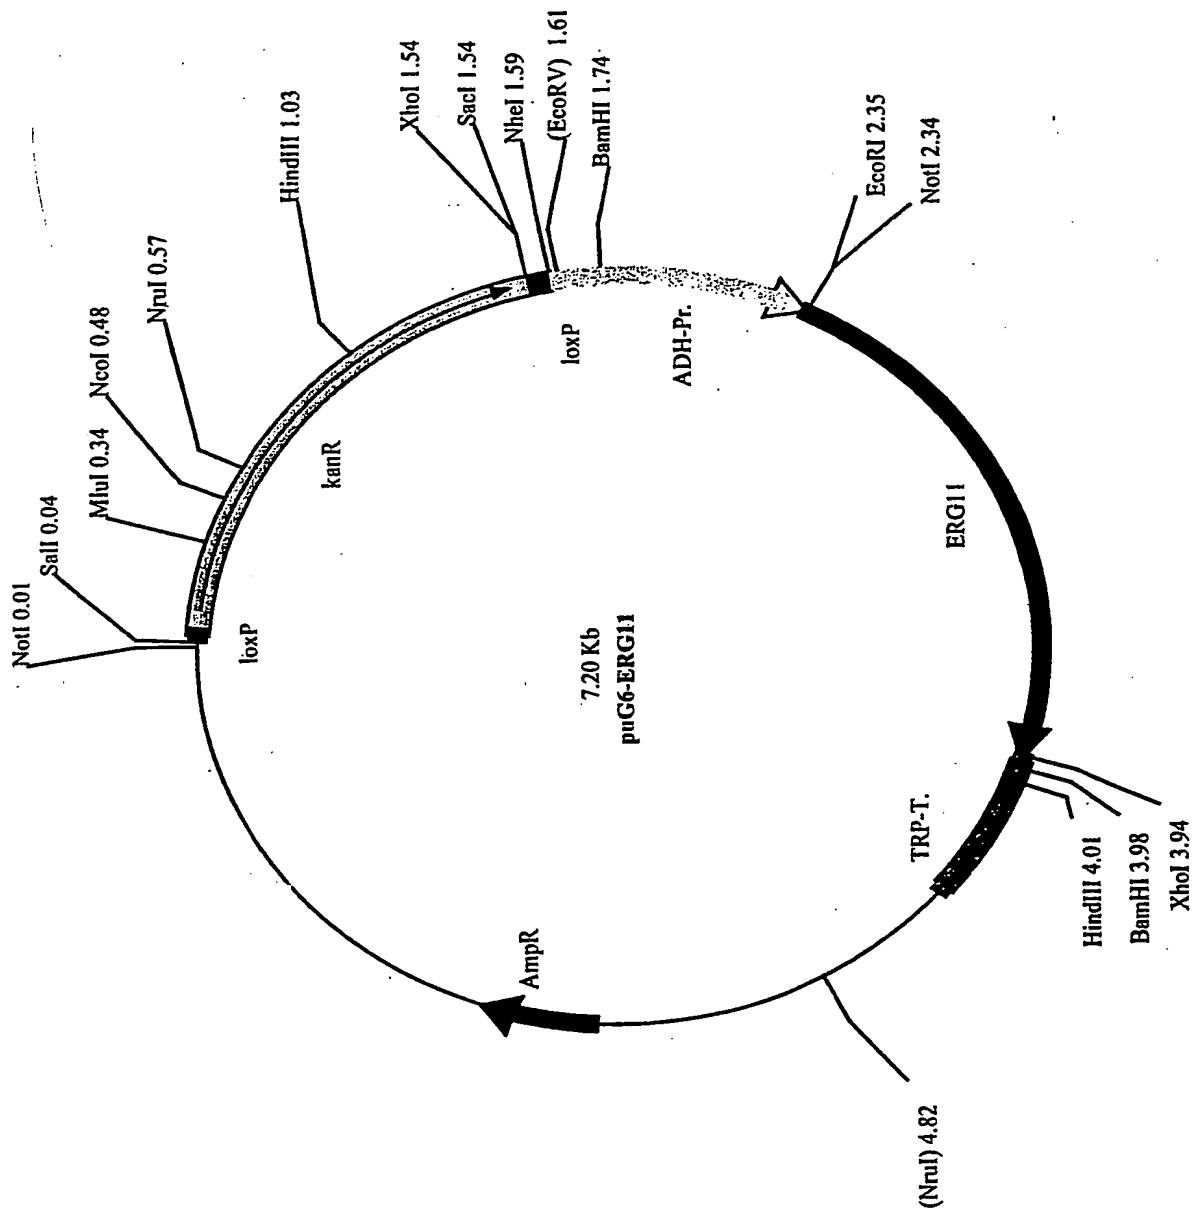 NotI 0.01
SalI 0.04
MluI 0.34
NcoI 0.48
NruI 0.57
HindIII 1.03
XhoI 1.54
SacI 1.54
NheI 1.59
(EcoRV) 1.61
BamHI 1.74
EcoRI 2.35
NotI 2.34
loxP
kanR
loxP
ADH-Pr.
ERG11
7.20 Kb
puG6-ERG11
TRP-T.
AmpR
HindIII 4.01
BamHI 3.98
XhoI 3.94
(NruI) 4.82